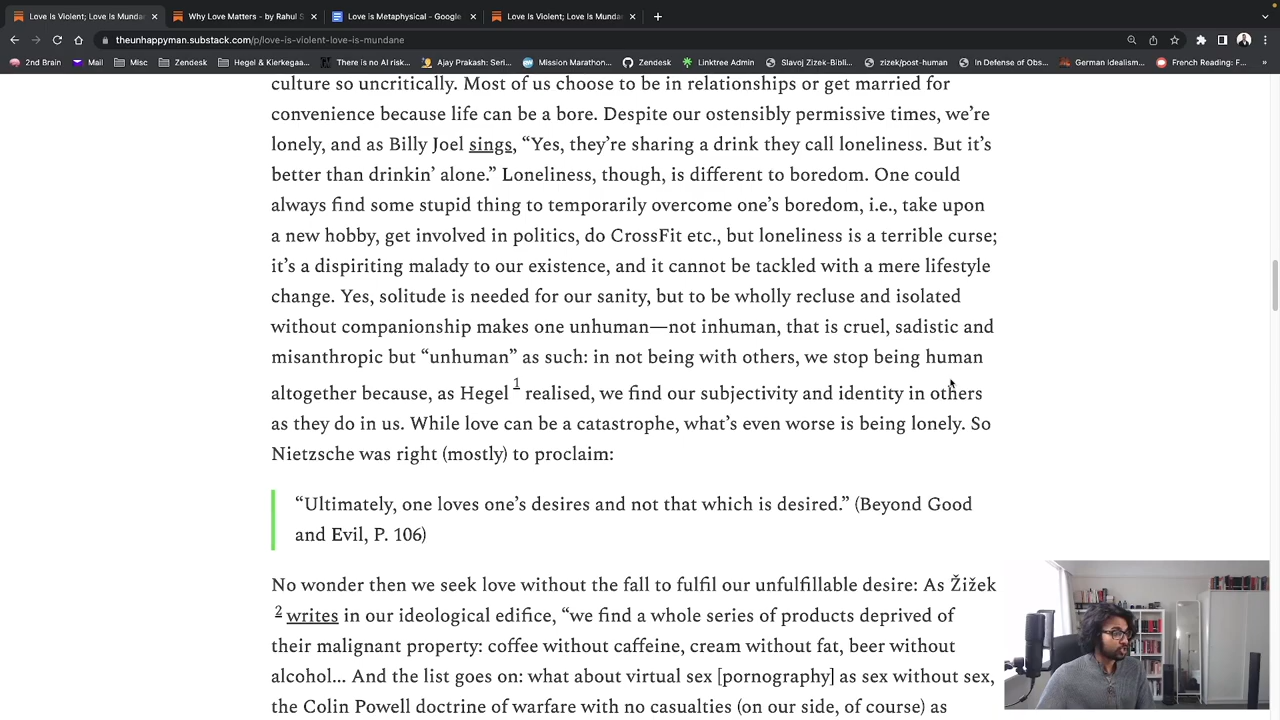 Love is Violent; Love Is Munda
Why Love Matters - by Rahul S
Love is Metaphysical - Google
Love Is Violent; Love Is Munda
theunhappyman.substack.com/p/love-is-violent-love-is-mundane
2nd Brain
Mail
Misc
Zendesk
Hegel & Kierkegaa...
There is no AI risk...
Ajay Prakash: Seri...
Mission Marathon...
Zendesk
Linktree Admin
Slavoj Zizek-Bibli...
zizek/post-human
In Defense of Obs...
German Idealism...
French Reading: F...
»
culture so uncritically. Most of us choose to be in relationships or get married for
convenience because life can be a bore. Despite our ostensibly permissive times, we’re
lonely, and as Billy Joel sings, “Yes, they’re sharing a drink they call loneliness. But it’s
better than drinkin’ alone.” Loneliness, though, is different to boredom. One could
always find some stupid thing to temporarily overcome one’s boredom, i.e., take upon
a new hobby, get involved in politics, do CrossFit etc., but loneliness is a terrible curse;
it’s a dispiriting malady to our existence, and it cannot be tackled with a mere lifestyle
change. Yes, solitude is needed for our sanity, but to be wholly recluse and isolated
without companionship makes one unhuman—not inhuman, that is cruel, sadistic and
misanthropic but “unhuman” as such: in not being with others, we stop being human
altogether because, as Hegel 1 realised, we find our subjectivity and identity in others
as they do in us. While love can be a catastrophe, what’s even worse is being lonely. So
Nietzsche was right (mostly) to proclaim:
“Ultimately, one loves one’s desires and not that which is desired.” (Beyond Good
and Evil, P. 106)
No wonder then we seek love without the fall to fulfil our unfulfillable desire: As Žižek
2 writes in our ideological edifice, “we find a whole series of products deprived of
their malignant property: coffee without caffeine, cream without fat, beer without
alcohol... And the list goes on: what about virtual sex [pornography] as sex without sex,
the Colin Powell doctrine of warfare with no casualties (on our side, of course) as